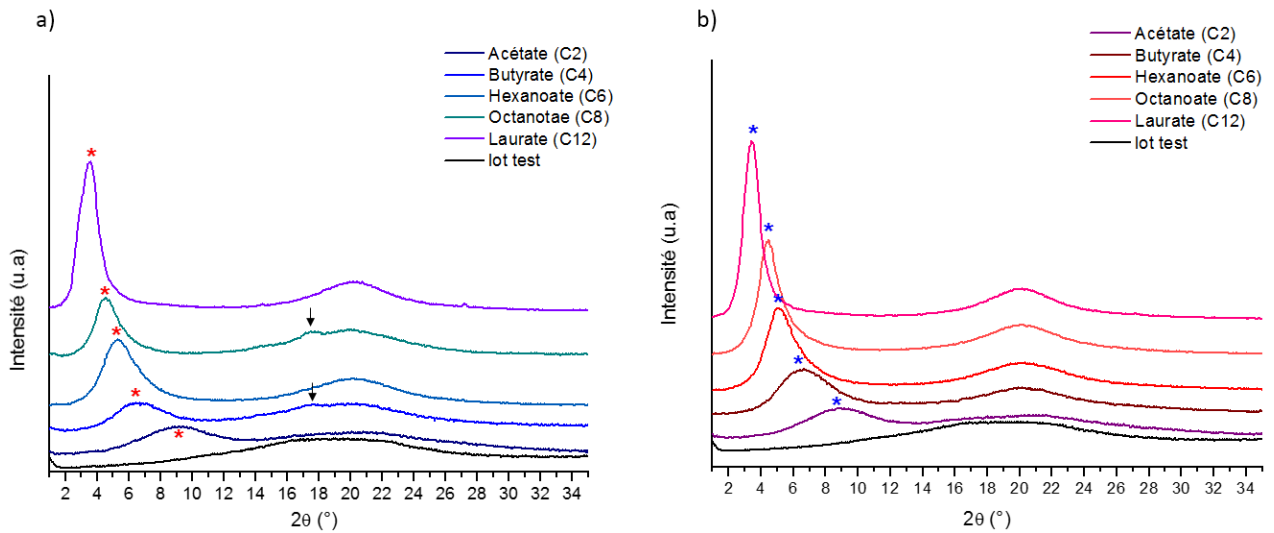 a)
Acétate (C2)
Butyrate (C4)
Hexanoate (C6)
Octanotae (C8)
Laurate (C12)
lot test
Intensité (u.a)
2 4 6 8 10 12 14 16 18 20 22 24 26 28 30 32 34
2θ (°)
b)
Acétate (C2)
Butyrate (C4)
Hexanoate (C6)
Octanoate (C8)
Laurate (C12)
lot test
Intensité (u.a)
2 4 6 8 10 12 14 16 18 20 22 24 26 28 30 32 34
2θ (°)